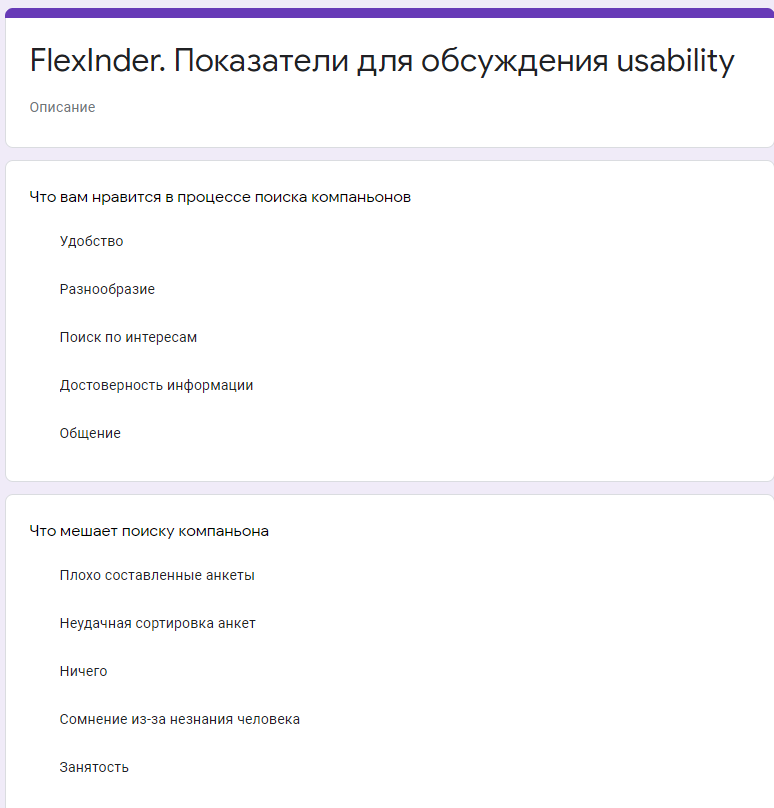 FlexInder. Показатели для обсуждения usability
Описание
Что вам нравится в процессе поиска компаньонов
Удобство
Разнообразие
Поиск по интересам
Достоверность информации
Общение
Что мешает поиску компаньона
Плохо составленные анкеты
Неудачная сортировка анкет
Ничего
Сомнение из-за незнания человека
Занятость